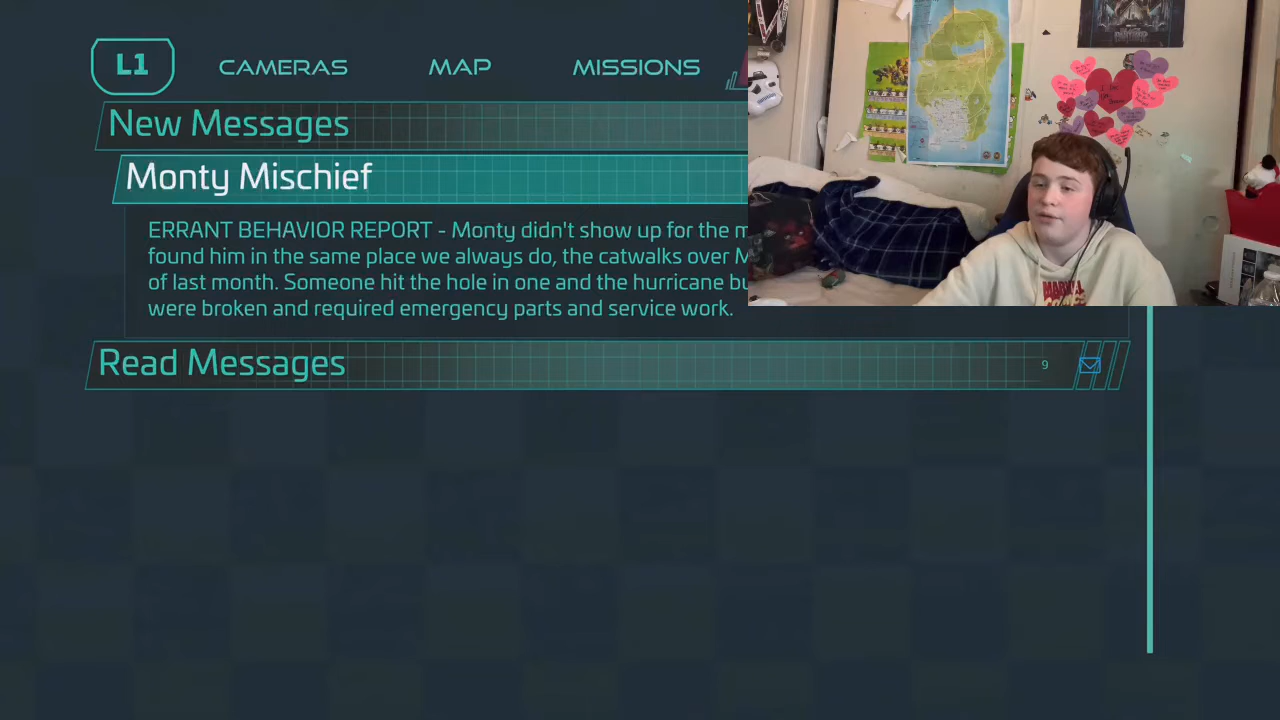 L1
CAMERAS
MAP
MISSIONS
New Messages
Monty Mischief
ERRANT BEHAVIOR REPORT - Monty didn't show up for the
found him in the same place we always do, the catwalks over
of last month. Someone hit the hole in one and the hurricane
were broken and required emergency parts and service work.
Read Messages
9